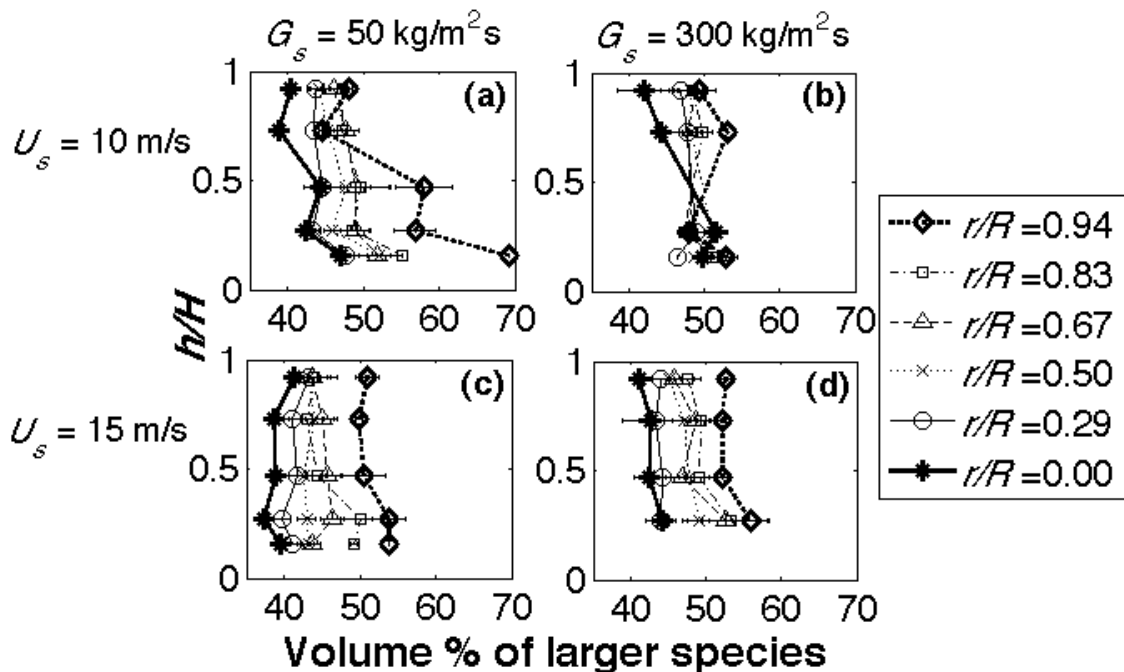 G_s = 50 kg/m²s
G_s = 300 kg/m²s
U_s = 10 m/s
U_s = 15 m/s
h/H
1
0.5
0
(a)
40 50 60 70
1
0.5
0
(b)
40 50 60 70
1
0.5
0
(c)
40 50 60 70
1
0.5
0
(d)
40 50 60 70
Volume % of larger species
r/R =0.94
r/R =0.83
r/R =0.67
r/R =0.50
r/R =0.29
r/R =0.00